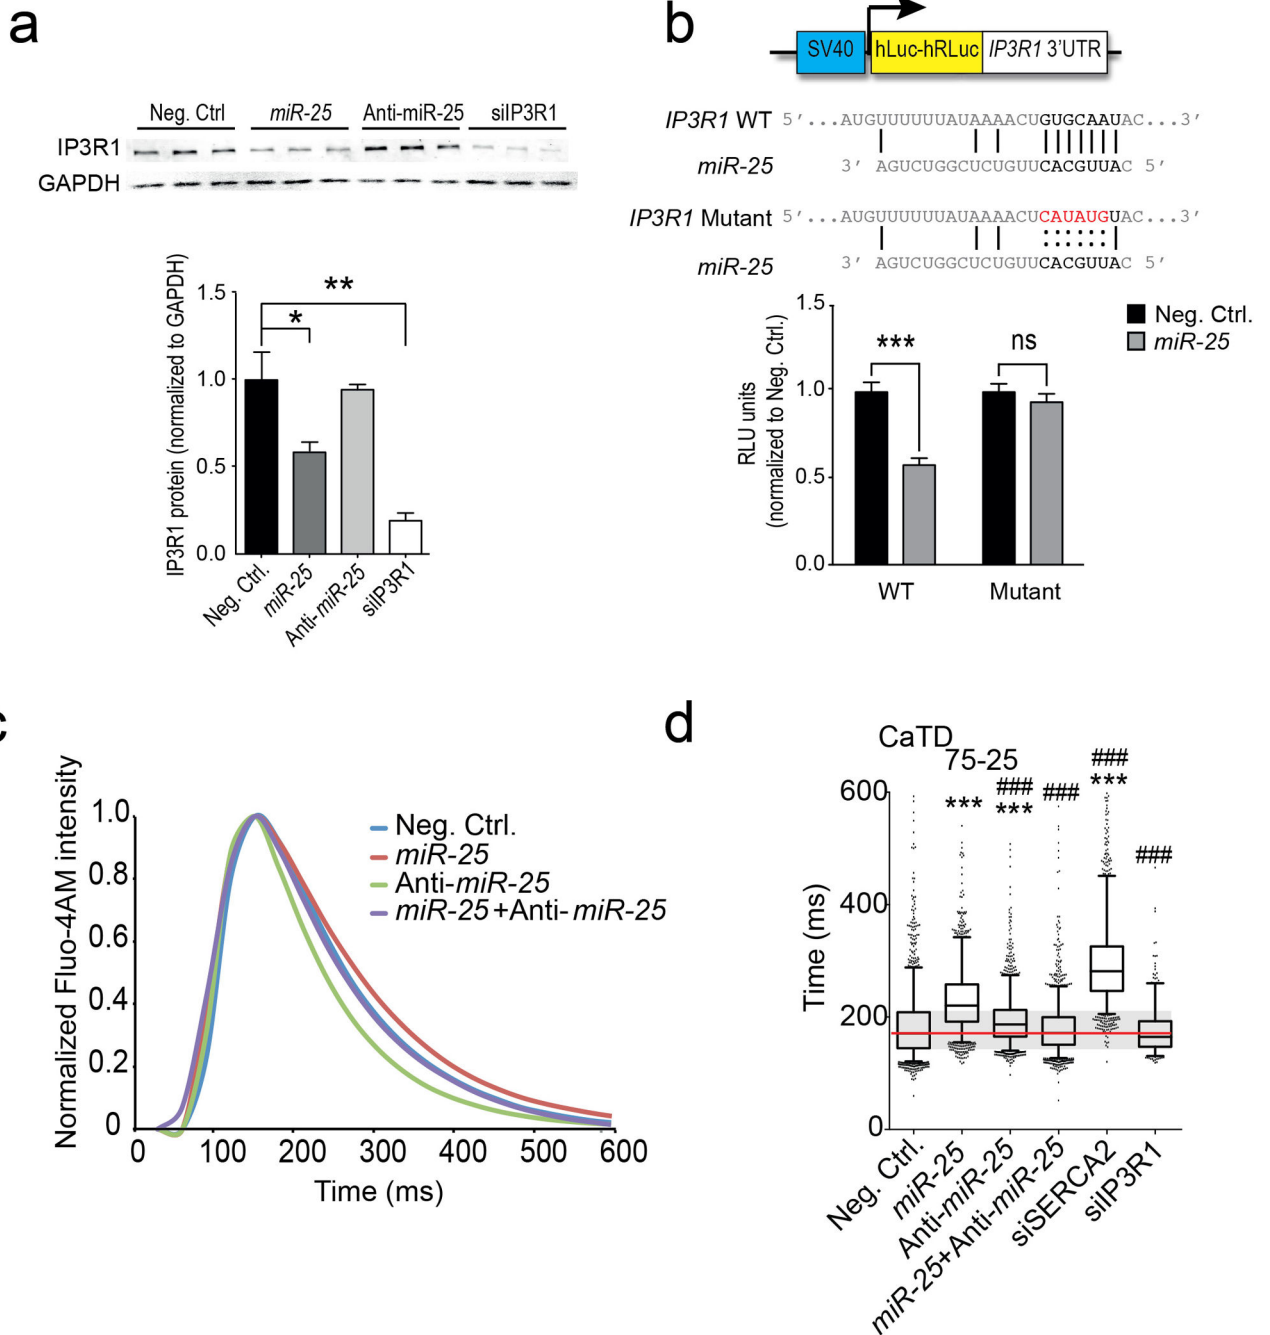 a
Neg. Ctrl miR-25 Anti-miR-25 siIP3R1
IP3R1
GAPDH
IP3R1 protein (normalized to GAPDH)
1.5
1.0
0.5
0.0
**
*
Neg. Ctrl.
miR-25
Anti-miR-25
siIP3R1
b
SV40 hLuc-hRLuc IP3R1 3’UTR
IP3R1 WT 5’...AUGUUUUUUAUAAAACUGUGCAAUAC...3’
miR-25 3’ AGUCUGGCUCUGUUCACGUUAC 5’
IP3R1 Mutant 5’...AUGUUUUUUAUAAAACUCAUAUGUAC...3’
miR-25 3’ AGUCUGGCUCUGUUCACGUUAC 5’
RLU units
(normalized to Neg. Ctrl.)
1.5
1.0
0.5
0.0
*** ns
Neg. Ctrl.
miR-25
WT Mutant
c
Normalized Fluo-4AM intensity
1.0
0.8
0.6
0.4
0.2
0
Neg. Ctrl.
miR-25
Anti-miR-25
miR-25+Anti-miR-25
0 100 200 300 400 500 600
Time (ms)
d
CaTD
75-25
Time (ms)
600
400
200
0
***
###
***
###
###
***
###
Neg. Ctrl.
miR-25
Anti-miR-25
miR-25+Anti-miR-25
siSERCA2
siIP3R1